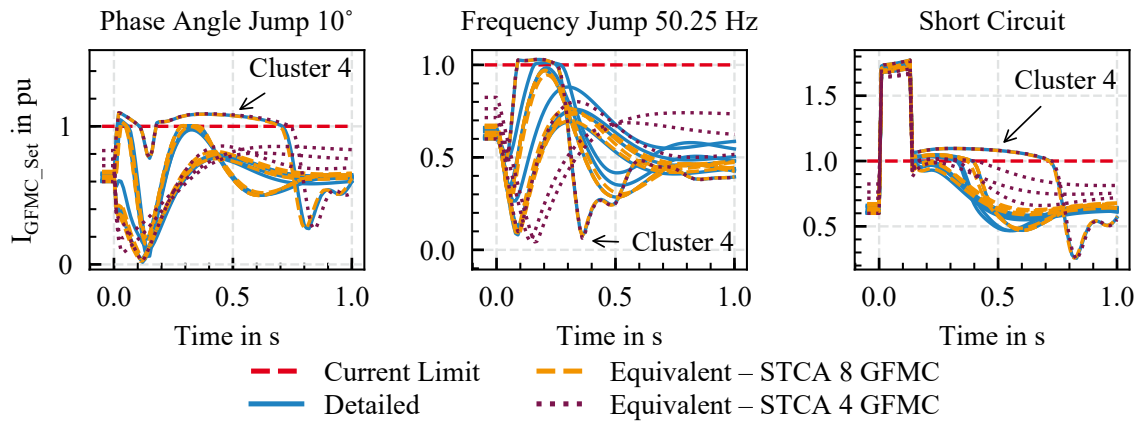 Phase Angle Jump 10°
Frequency Jump 50.25 Hz
Short Circuit
I_GFMC_Set in pu
1
0
Cluster 4
0.0 0.5 1.0
Time in s
1.0
0.5
0.0
Cluster 4
0.0 0.5 1.0
Time in s
1.5
1.0
0.5
Cluster 4
0.0 0.5 1.0
Time in s
Current Limit
Detailed
Equivalent – STCA 8 GFMC
Equivalent – STCA 4 GFMC